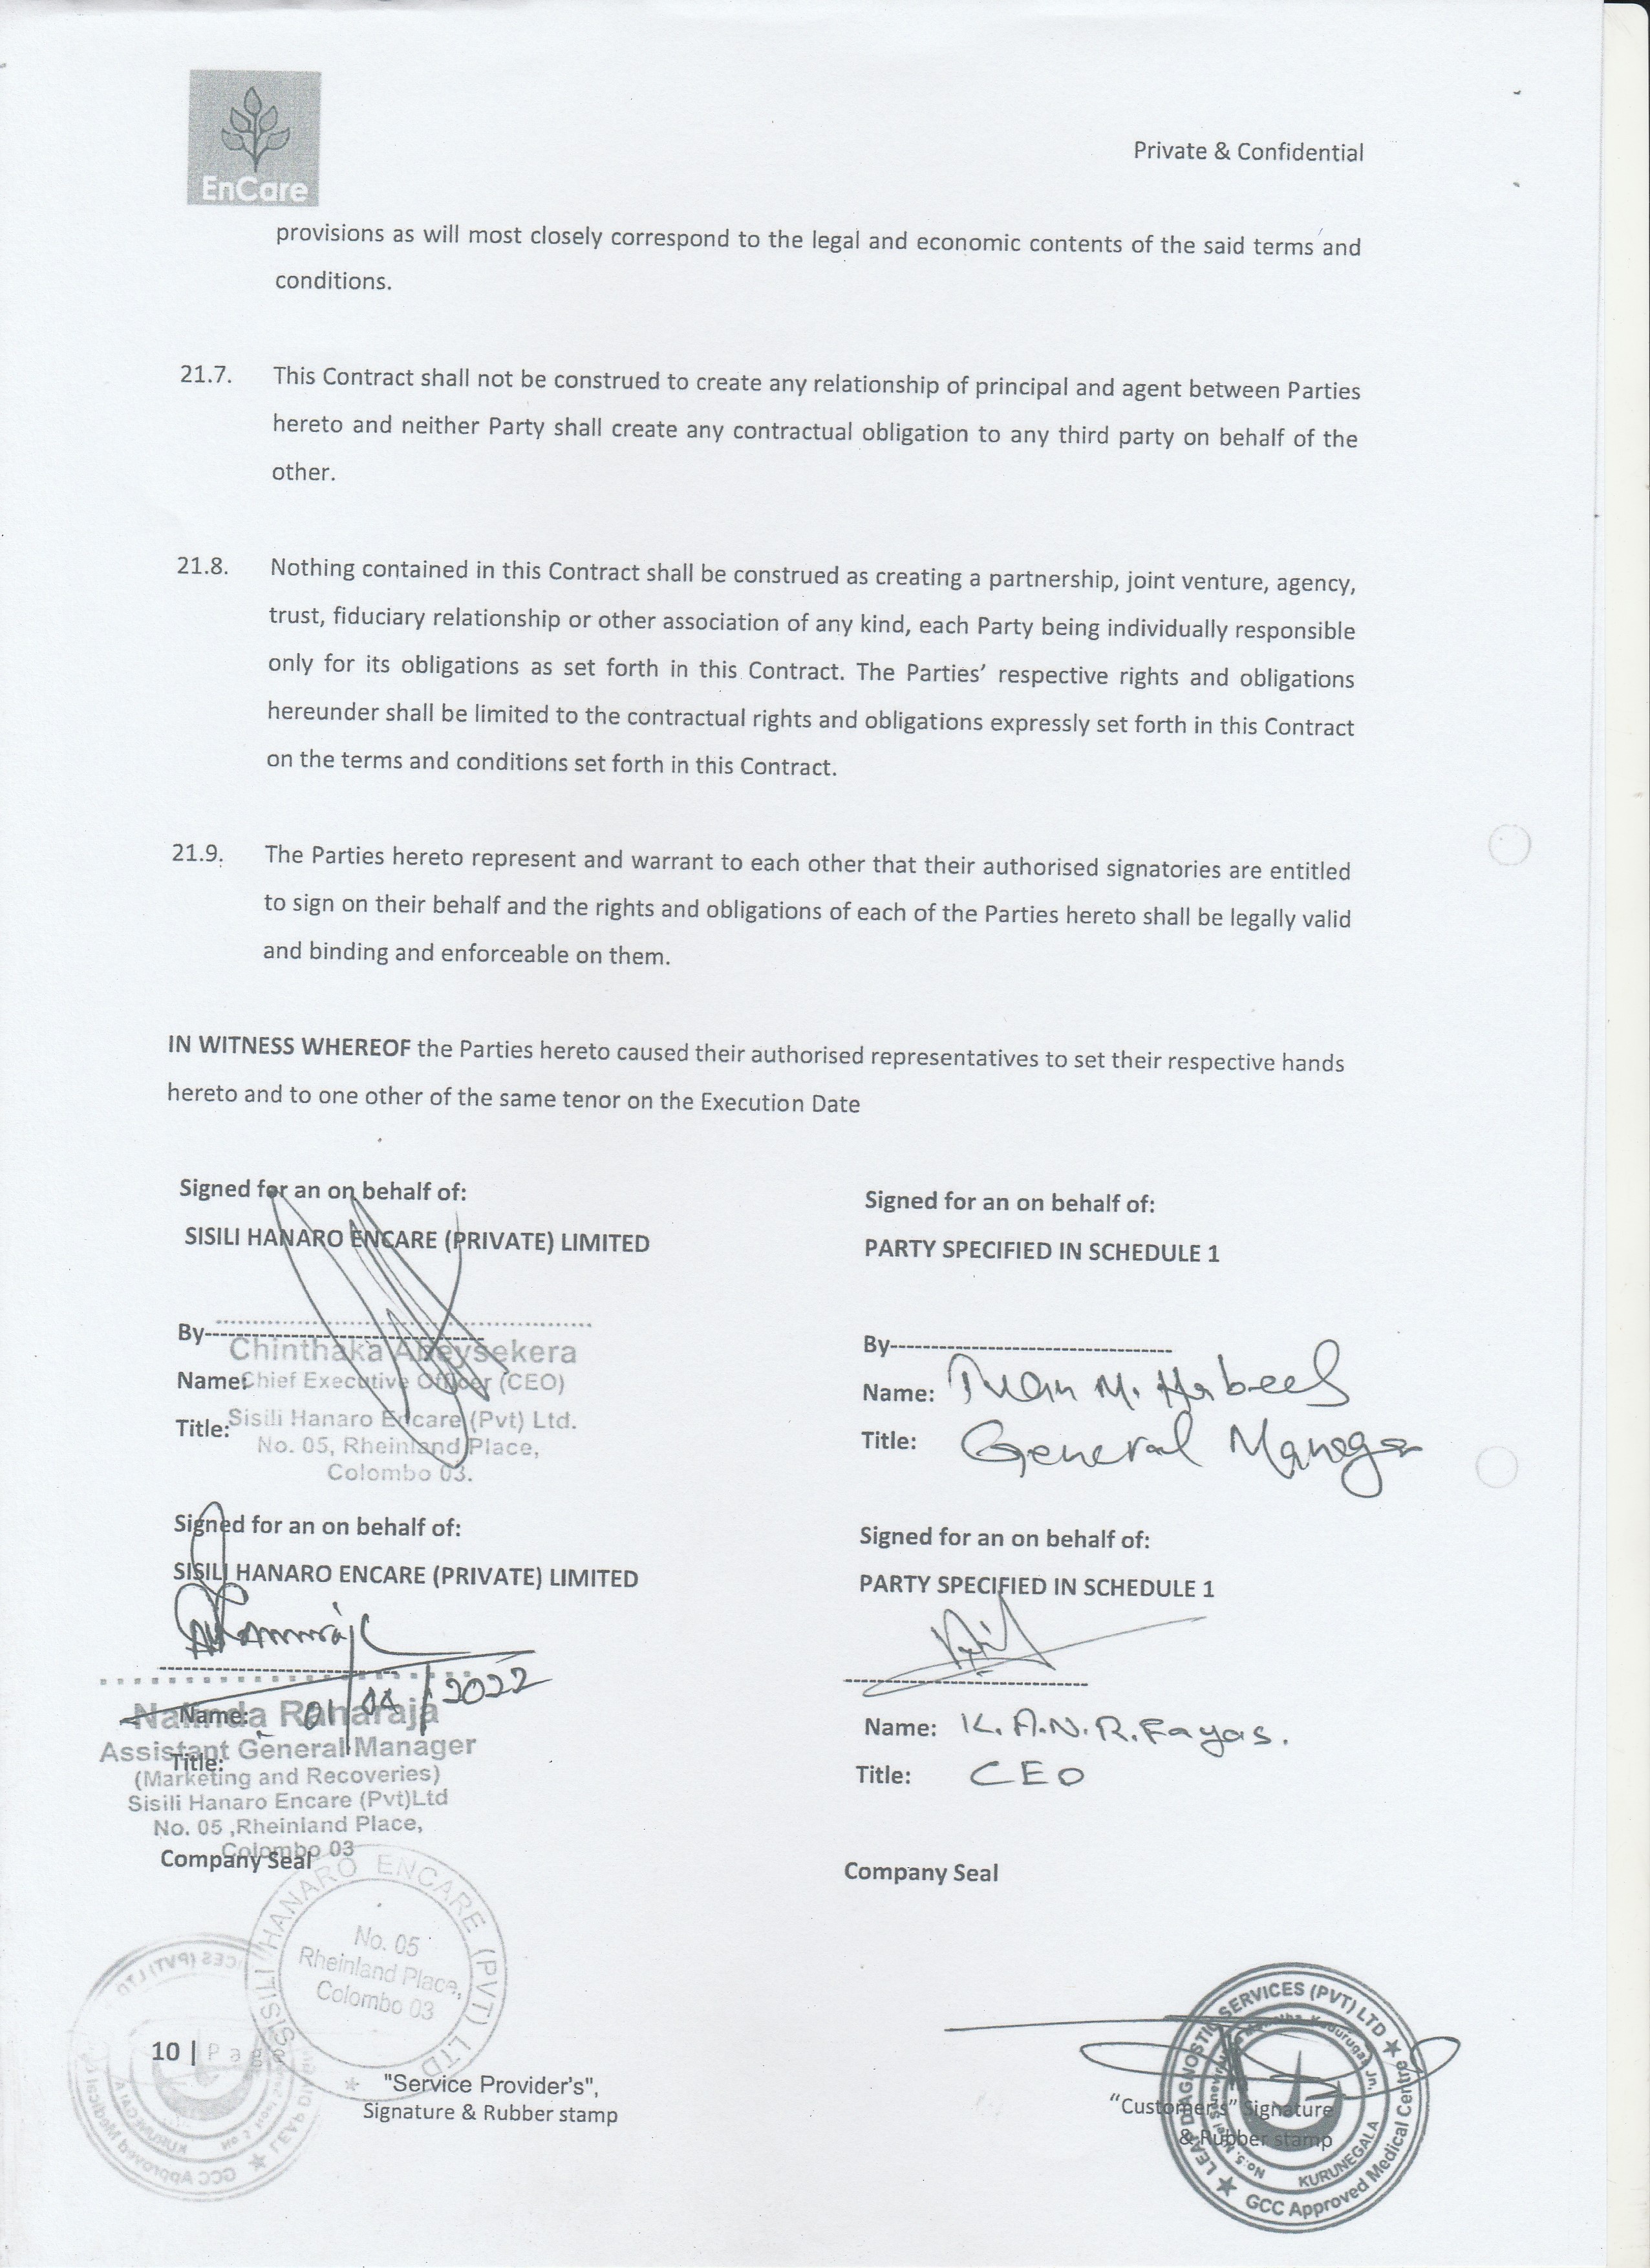 EnCare
Private & Confidential
provisions as will most closely correspond to the legal and economic contents of the said terms and
conditions.
21.7. This Contract shall not be construed to create any relationship of principal and agent between Parties
hereto and neither Party shall create any contractual obligation to any third party on behalf of the
other.
21.8. Nothing contained in this Contract shall be construed as creating a partnership, joint venture, agency,
trust, fiduciary relationship or other association of any kind, each Party being individually responsible
only for its obligations as set forth in this Contract. The Parties’ respective rights and obligations
hereunder shall be limited to the contractual rights and obligations expressly set forth in this Contract
on the terms and conditions set forth in this Contract.
21.9. The Parties hereto represent and warrant to each other that their authorised signatories are entitled
to sign on their behalf and the rights and obligations of each of the Parties hereto shall be legally valid
and binding and enforceable on them.
IN WITNESS WHEREOF the Parties hereto caused their authorised representatives to set their respective hands
hereto and to one other of the same tenor on the Execution Date
Signed for an on behalf of:
SISILI HANARO ENCARE (PRIVATE) LIMITED
By
Chinthaka Abeysekera
Name:
Chief Executive Officer (CEO)
Title:
Sisili Hanaro Encare (Pvt) Ltd.
No. 05, Rheinland Place,
Colombo 03.
Signed for an on behalf of:
PARTY SPECIFIED IN SCHEDULE 1
By
Name: M.
Title: General Manager
Signed for an on behalf of:
SISILI HANARO ENCARE (PRIVATE) LIMITED
01/04/2022
Name:
Nalinda Ranaraja
Assistant General Manager
Title:
(Marketing and Recoveries)
Sisili Hanaro Encare (Pvt)Ltd
No. 05 ,Rheinland Place,
Colombo 03
Company Seal
Signed for an on behalf of:
PARTY SPECIFIED IN SCHEDULE 1
Name: K.A.N.R.Fayas.
Title: CEO
Company Seal
SISILI HANARO ENCARE (PVT) LTD
No. 05
Rheinland Place,
Colombo 03
10 | Page
"Service Provider's",
Signature & Rubber stamp
LEAP DIAGNOSTIC SERVICES (PVT) LTD
KURUNEGALA
GCC Approved Medical Centre
“Customer's” Signature
& Rubber stamp